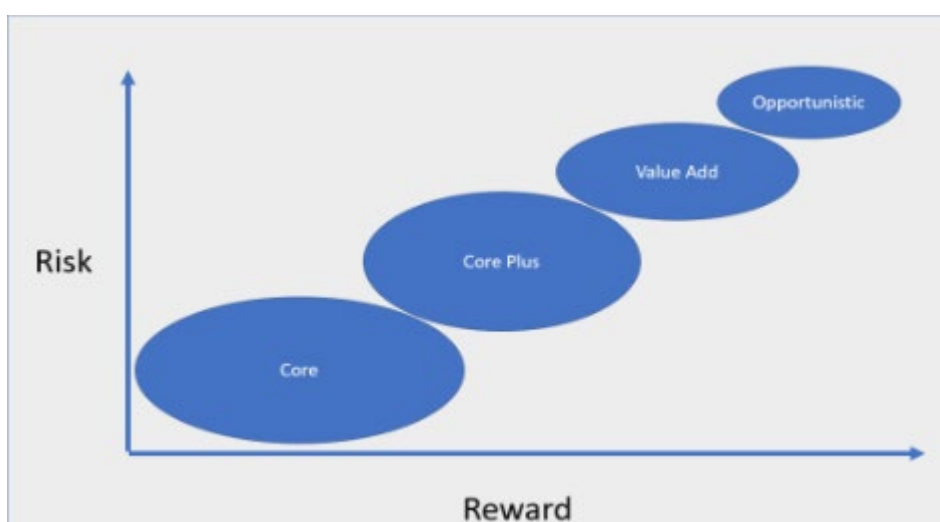 Opportunistic
Value Add
Core Plus
Risk
Core
Reward